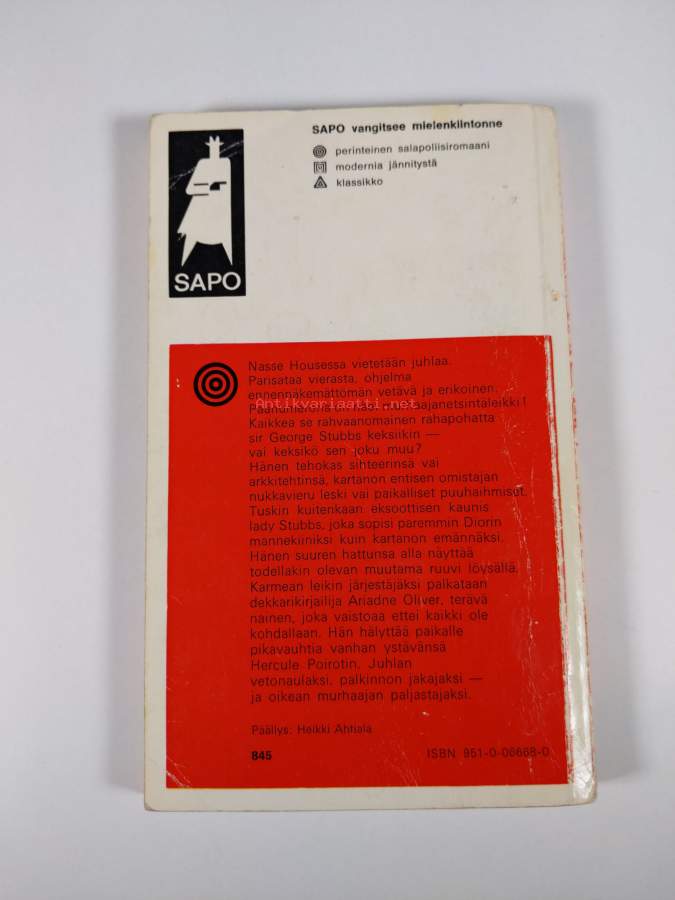 SAPO
SAPO vangitsee mielenkiintonne
perinteinen salapoliisiromaani
modernia jännitystä
klassikko
Nasse Housessa vietetään juhlaa.
Parisataa vierasta, ohjelma
ennennäkemättömän vetävä ja erikoinen.
Antikvariaatti.net
Kaikkea se rahvaanomainen rahapohatta
sir George Stubbs keksiikin —
vai keksikö sen joku muu?
Hänen tehokas sihteerinsä vai
arkkitehtinsa, kartanon entisen omistajan
nukkavieru leski vai paikalliset puuhaihmiset.
Tuskin kuitenkaan eksoottisen kaunis
lady Stubbs, joka sopisi paremmin Diorin
mannekiiniksi kuin kartanon emännäksi.
Hänen suuren hattunsa alla näyttää
todellakin olevan muutama ruuvi löysällä.
Karmean leikin järjestäjäksi palkataan
dekkarikirjailija Ariadne Oliver, terävä
nainen, joka vaistoaa ettei kaikki ole
kohdallaan. Hän hälyttää paikalle
pikavauhtia vanhan ystävänsä
Hercule Poirotin. Juhlan
vetonaulaksi, palkinnon jakajaksi —
ja oikean murhaajan paljastajaksi.
Päällys: Heikki Ahtiala
845
ISBN 951-0-06668-0